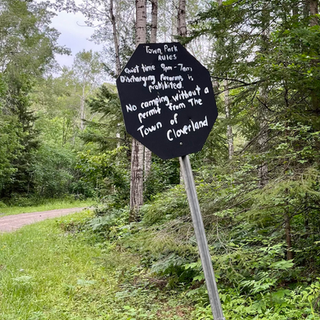 Town Park
RULES
Quiet time 9pm-7am
Discharging firearms is
prohibited
No camping without a
permit from The
Town of
Cloverland